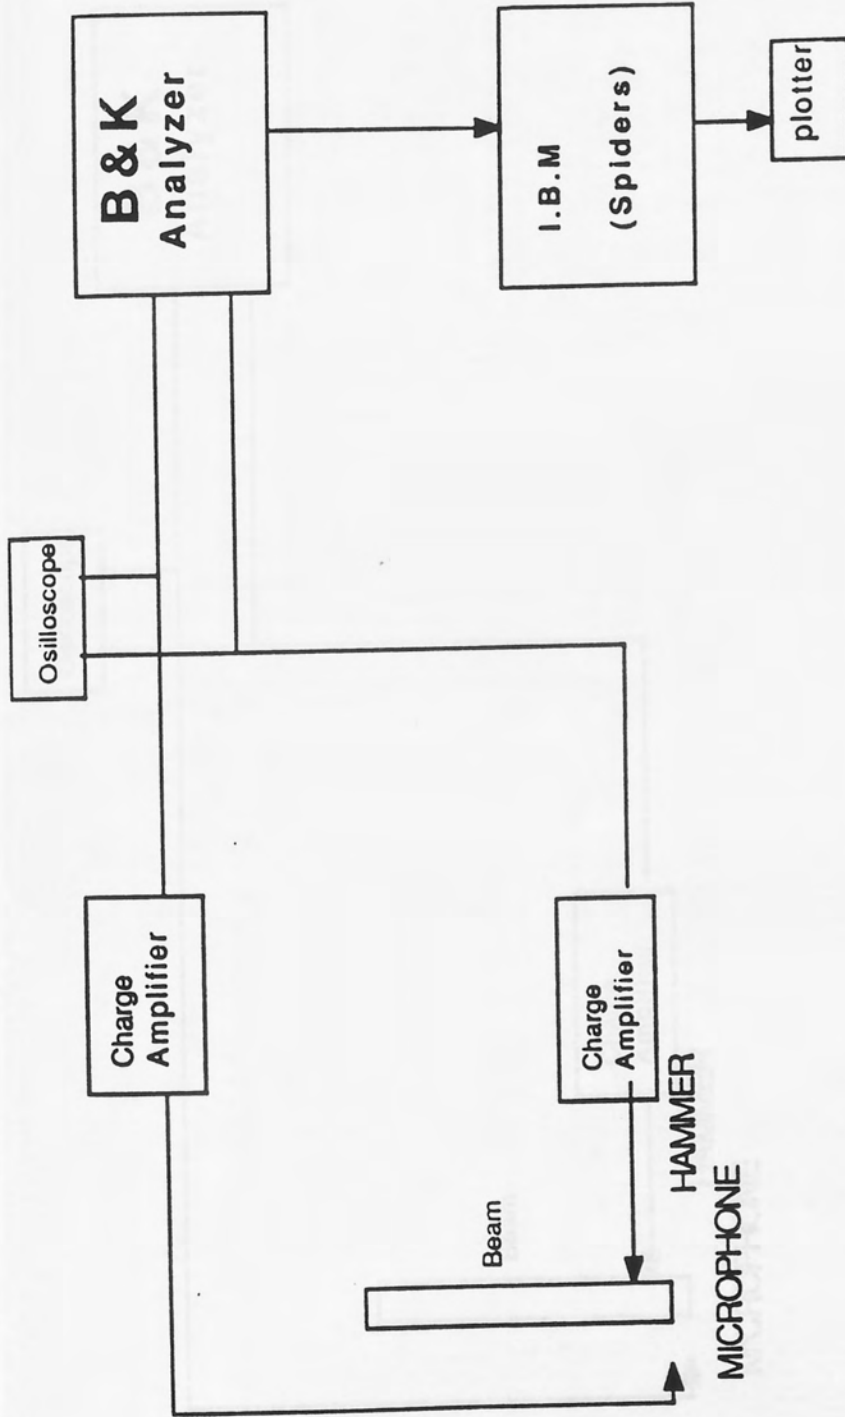 B & K
Analyzer
I.B.M
(Spiders)
plotter
Osilloscope
Charge
Amplifier
Charge
Amplifier
Beam
HAMMER
MICROPHONE